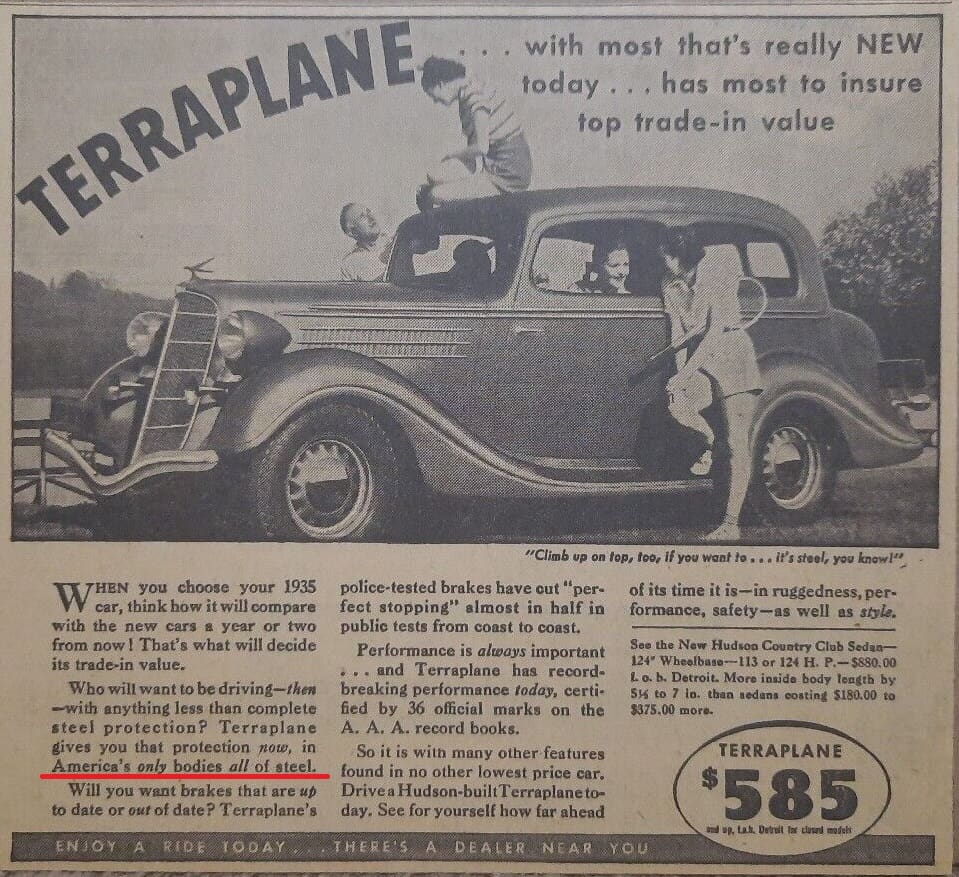 TERRAPLANE
. . . with most that's really NEW
today . . . has most to insure
top trade-in value
"Climb up on top, too, if you want to . . . it's steel, you know!"
WHEN you choose your 1935
car, think how it will compare
with the new cars a year or two
from now! That's what will decide
its trade-in value.
Who will want to be driving—then
—with anything less than complete
steel protection? Terraplane
gives you that protection now, in
America's only bodies all of steel.
Will you want brakes that are up
to date or out of date? Terraplane's
police-tested brakes have cut "per-
fect stopping" almost in half in
public tests from coast to coast.
Performance is always important
. . . and Terraplane has record-
breaking performance today, certi-
fied by 36 official marks on the
A. A. A. record books.
So it is with many other features
found in no other lowest price car.
Drive a Hudson-built Terraplane to-
day. See for yourself how far ahead
of its time it is—in ruggedness, per-
formance, safety—as well as style.
See the New Hudson Country Club Sedan—
124" Wheelbase—113 or 124 H. P.—$880.00
f. o. b. Detroit. More inside body length by
5½ to 7 in. than sedans costing $180.00 to
$375.00 more.
TERRAPLANE
$585
and up, f.o.b. Detroit for closed models
ENJOY A RIDE TODAY . . . THERE'S A DEALER NEAR YOU